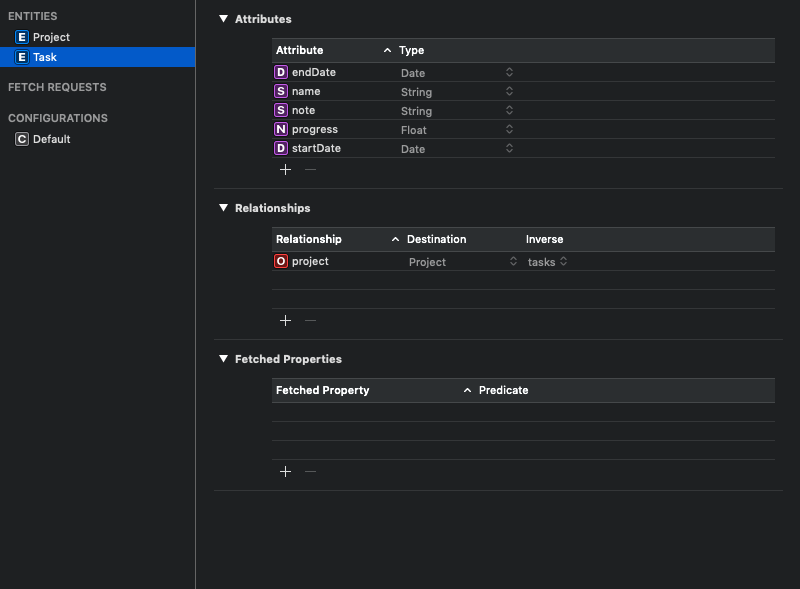 ENTITIES
E Project
E Task
FETCH REQUESTS
CONFIGURATIONS
C Default
Attributes
Attribute Type
D endDate Date
S name String
S note String
N progress Float
D startDate Date
Relationships
Relationship Destination Inverse
O project Project tasks
Fetched Properties
Fetched Property Predicate